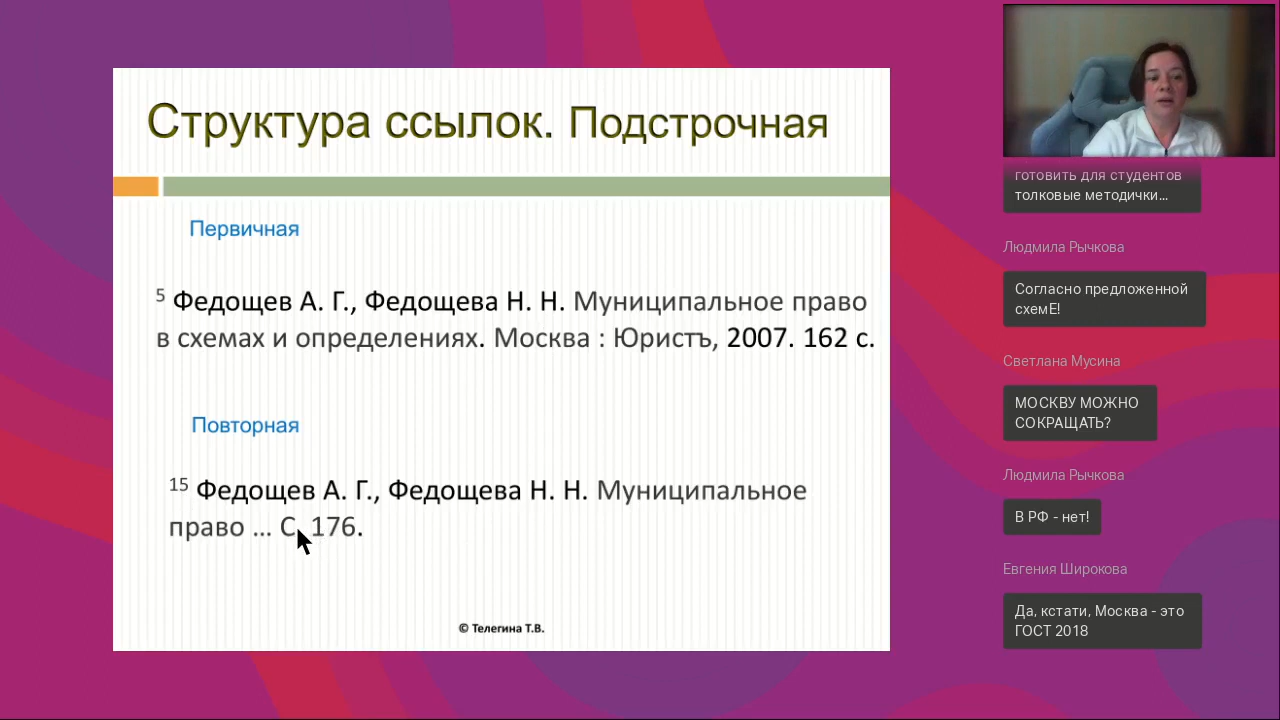 Структура ссылок. Подстрочная
Первичная
5 Федощев А. Г., Федощева Н. Н. Муниципальное право
в схемах и определениях. Москва : Юристъ, 2007. 162 с.
Повторная
15 Федощев А. Г., Федощева Н. Н. Муниципальное
право ... С. 176.
© Телегина Т.В.
готовить для студентов
толковые методички...
Людмила Рычкова
Согласно предложенной
схемЕ!
Светлана Мусина
МОСКВУ МОЖНО
СОКРАЩАТЬ?
Людмила Рычкова
В РФ - нет!
Евгения Широкова
Да, кстати, Москва - это
ГОСТ 2018